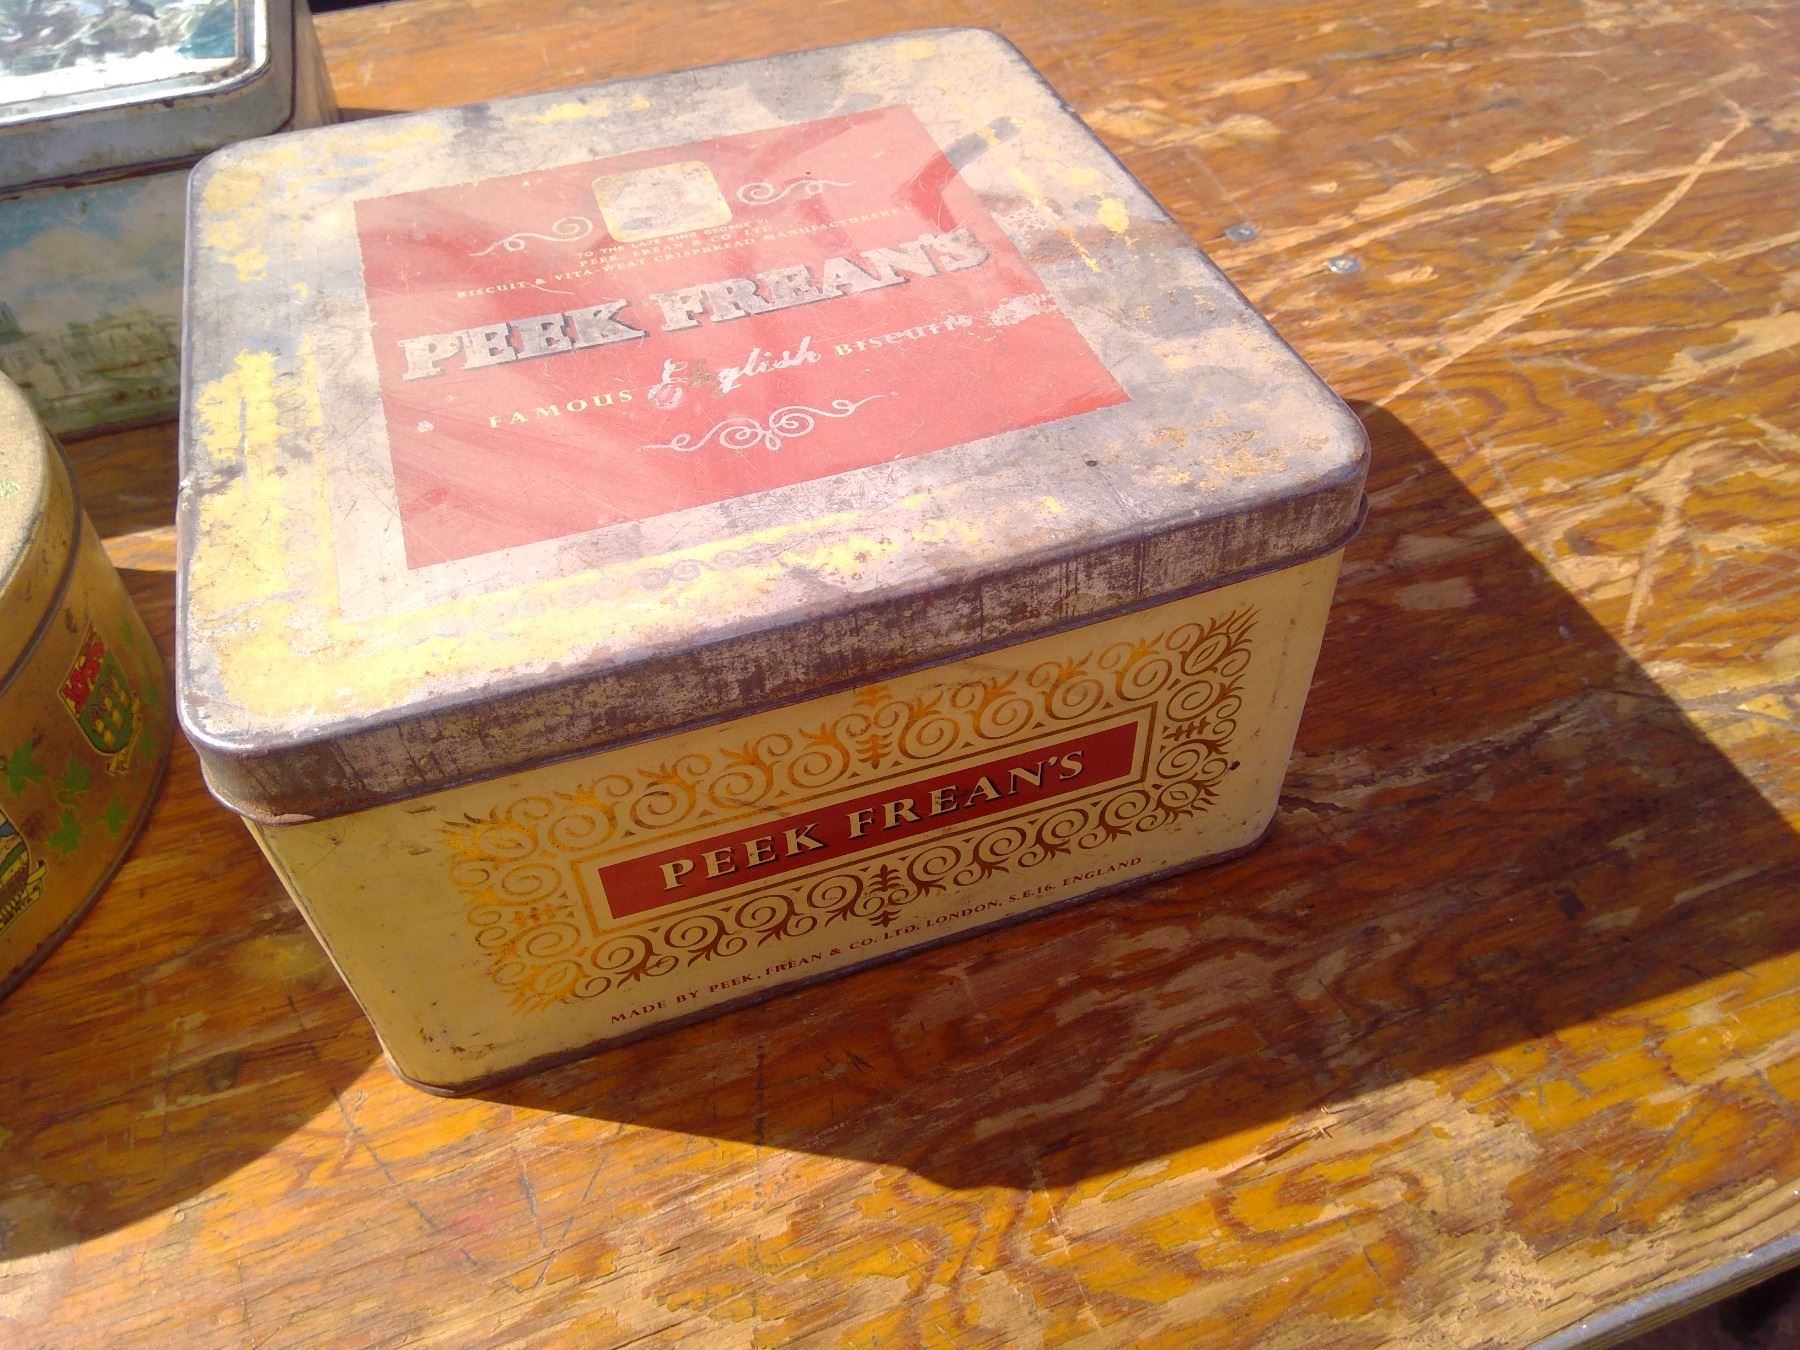 TO THE LATE KING GEORGE VI
PEEK, FREAN & CO. LTD.
BISCUIT & VITA-WEAT CRISPBREAD MANUFACTURERS
PEEK FREAN'S
FAMOUS English BISCUITS
PEEK FREAN'S
MADE BY PEEK, FREAN & CO. LTD. LONDON, S.E.16. ENGLAND